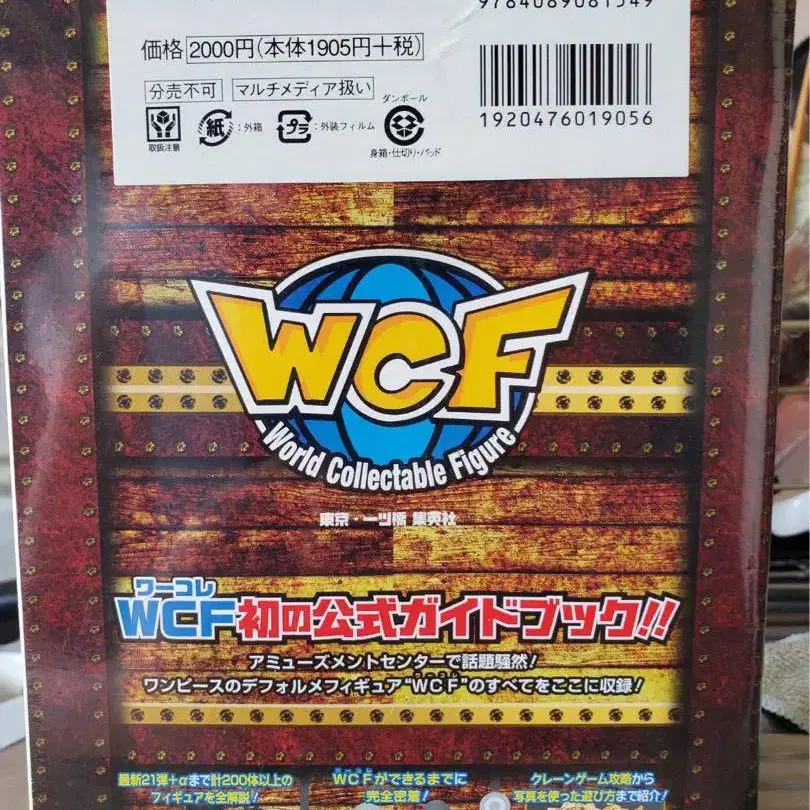 9784089081549
価格 2000円(本体1905円+税)
分売不可 マルチメディア扱い
取扱注意 紙:外箱 プラ:外装フィルム ダンボール 身箱・仕切り・パッド
1920476019056
WCF
World Collectable Figure
東京・一ツ橋 集英社
ワーコレ
WCF初の公式ガイドブック!!
アミューズメントセンターで話題騒然!
ワンピースのデフォルメフィギュア“WCF”のすべてをここに収録!
最新21弾+αまで計200体以上の
フィギュアを全解説!
WCFができるまでに
完全密着!
クレーンゲーム攻略から
写真を使った遊び方まで紹介!